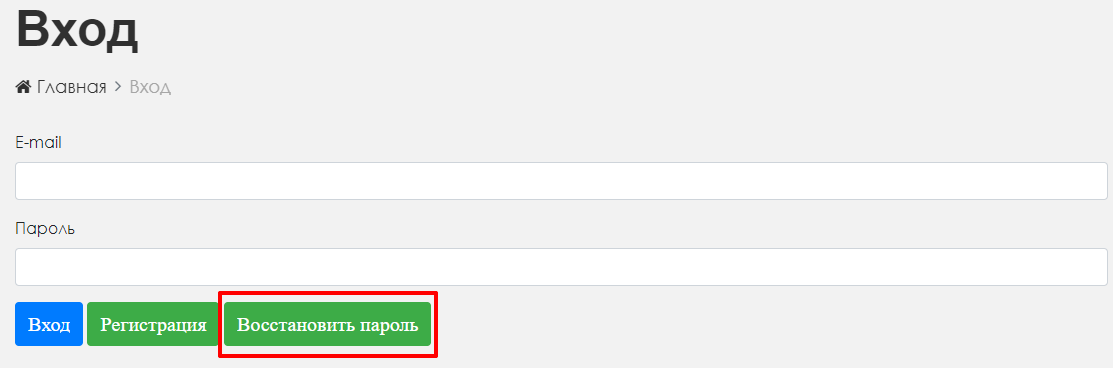 Вход
Главная > Вход
E-mail
Пароль
Вход Регистрация Восстановить пароль